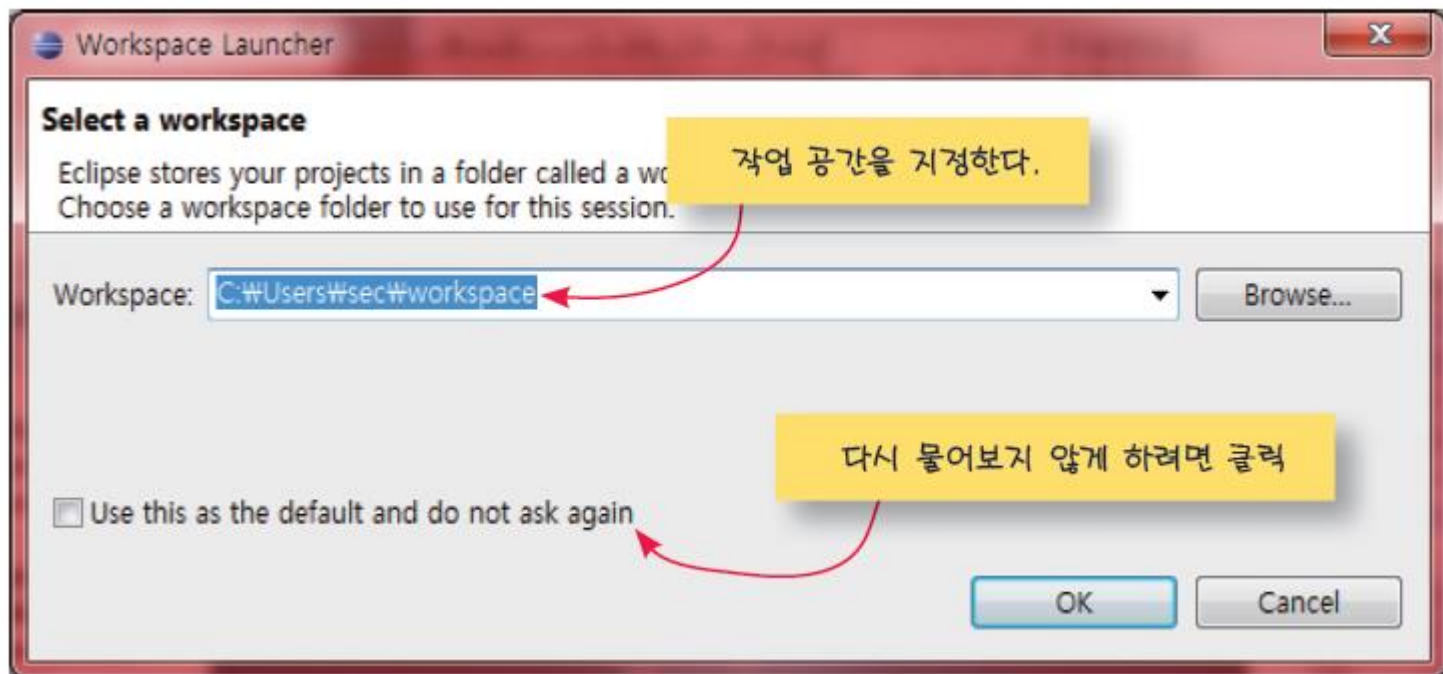 Workspace Launcher
Select a workspace
Eclipse stores your projects in a folder called a wo
Choose a workspace folder to use for this session.
작업 공간을 지정한다.
Workspace: C:₩Users₩sec₩workspace Browse...
다시 물어보지 않게 하려면 클릭
Use this as the default and do not ask again
OK Cancel